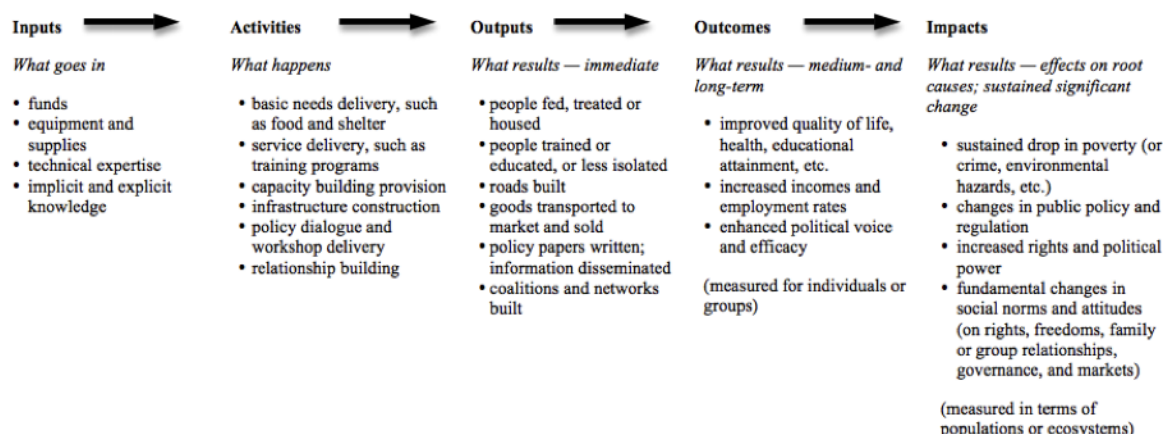 Inputs
Activities
Outputs
Outcomes
Impacts
What goes in
• funds
• equipment and
supplies
• technical expertise
• implicit and explicit
knowledge
What happens
• basic needs delivery, such
as food and shelter
• service delivery, such as
training programs
• capacity building provision
• infrastructure construction
• policy dialogue and
workshop delivery
• relationship building
What results — immediate
• people fed, treated or
housed
• people trained or
educated, or less isolated
• roads built
• goods transported to
market and sold
• policy papers written;
information disseminated
• coalitions and networks
built
What results — medium- and
long-term
• improved quality of life,
health, educational
attainment, etc.
• increased incomes and
employment rates
• enhanced political voice
and efficacy
(measured for individuals or
groups)
What results — effects on root
causes; sustained significant
change
• sustained drop in poverty (or
crime, environmental
hazards, etc.)
• changes in public policy and
regulation
• increased rights and political
power
• fundamental changes in
social norms and attitudes
(on rights, freedoms, family
or group relationships,
governance, and markets)
(measured in terms of
populations or ecosystems)